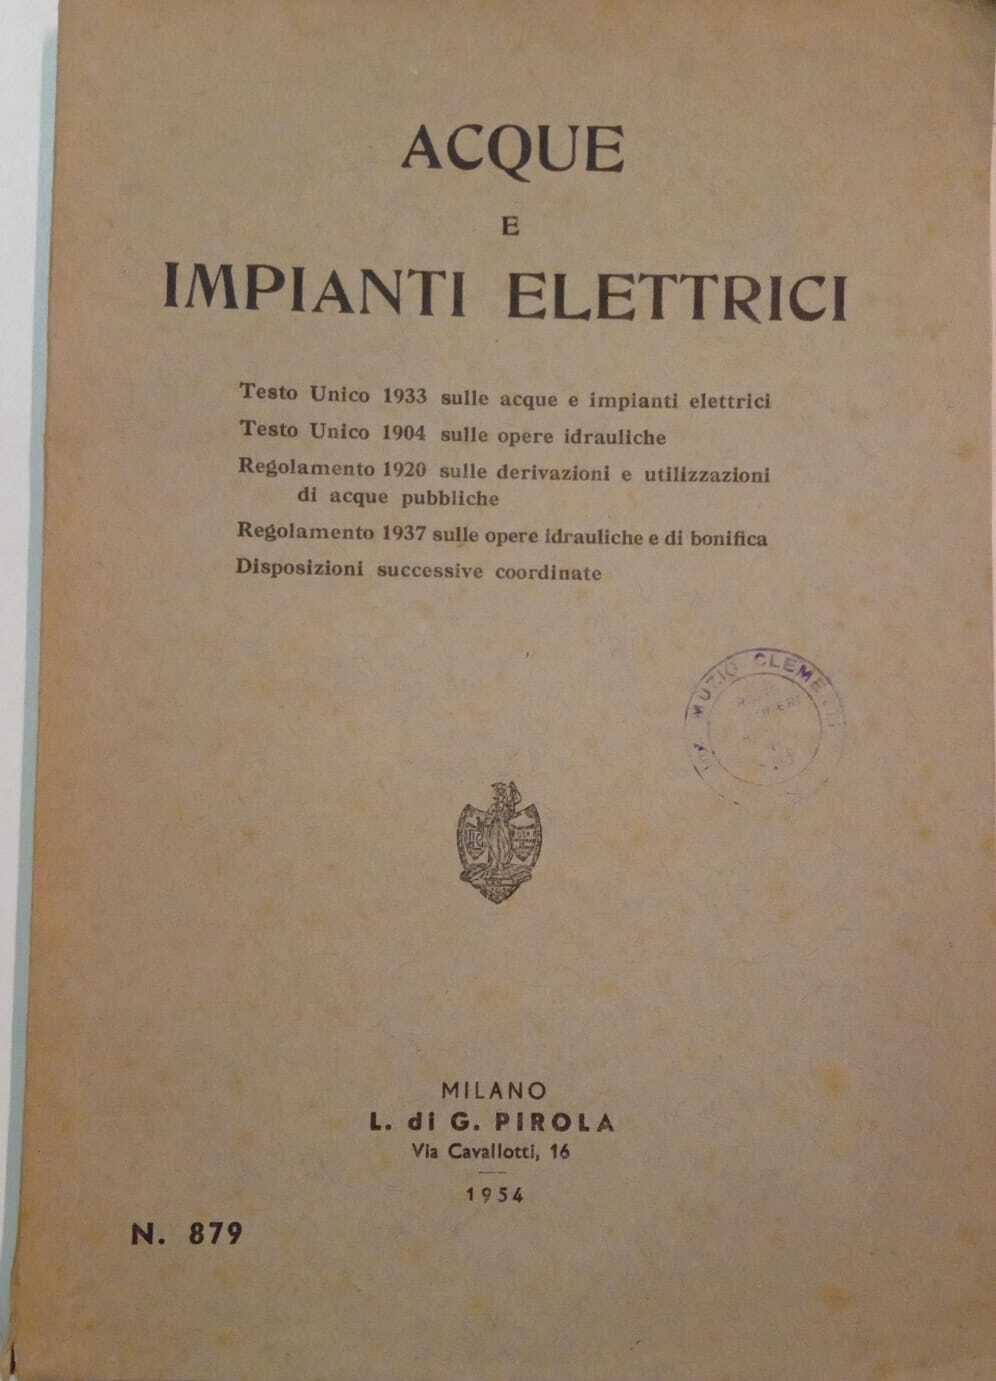 ACQUE
E
IMPIANTI ELETTRICI
Testo Unico 1933 sulle acque e impianti elettrici
Testo Unico 1904 sulle opere idrauliche
Regolamento 1920 sulle derivazioni e utilizzazioni
di acque pubbliche
Regolamento 1937 sulle opere idrauliche e di bonifica
Disposizioni successive coordinate
MUZIO
MILANO
L. di G. PIROLA
Via Cavallotti, 16
1954
N. 879